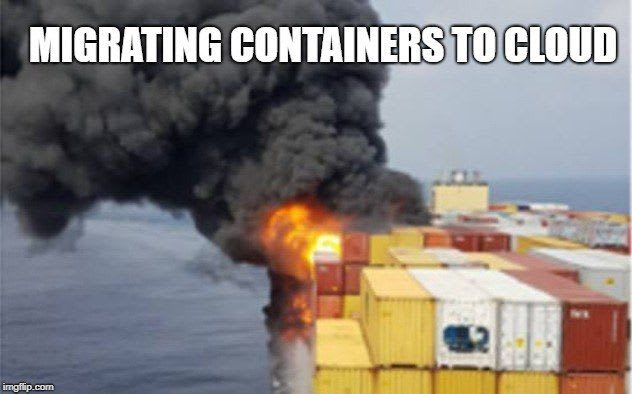 MIGRATING CONTAINERS TO CLOUD
imgflip.com